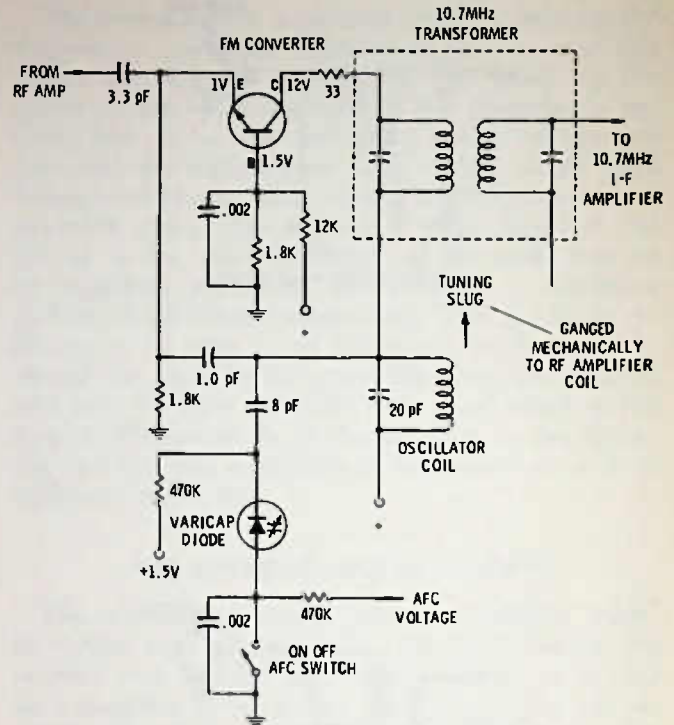 10.7MHz
TRANSFORMER
FM CONVERTER
FROM
RF AMP
3.3 pF
1V
E
C
12V
33
B
1.5V
TO
10.7MHz
I-F
AMPLIFIER
.002
12K
1.8K
TUNING
SLUG
GANGED
MECHANICALLY
TO RF AMPLIFIER
COIL
1.0 pF
1.8K
8 pF
20 pF
OSCILLATOR
COIL
470K
VARICAP
DIODE
+1.5V
470K
AFC
VOLTAGE
.002
ON OFF
AFC SWITCH